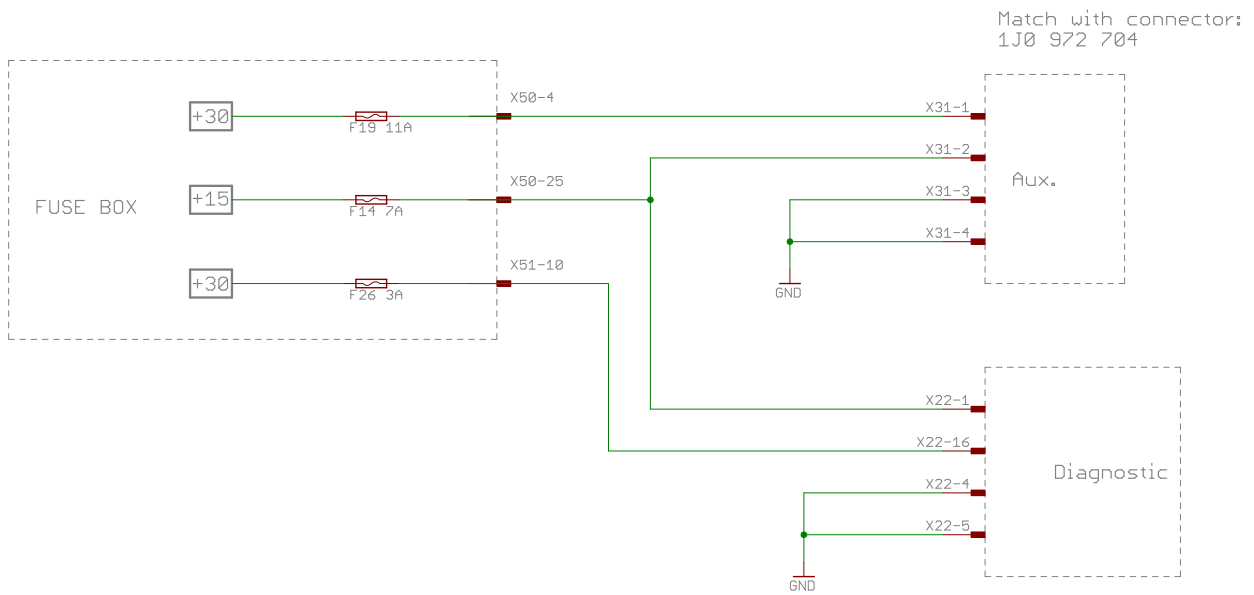 Match with connector:
1J0 972 704
X50-4
X31-1
+30
F19 11A
X31-2
Aux.
X50-25
X31-3
+15
FUSE BOX
F14 7A
X31-4
X51-10
+30
F26 3A
GND
X22-1
X22-16
Diagnostic
X22-4
X22-5
GND